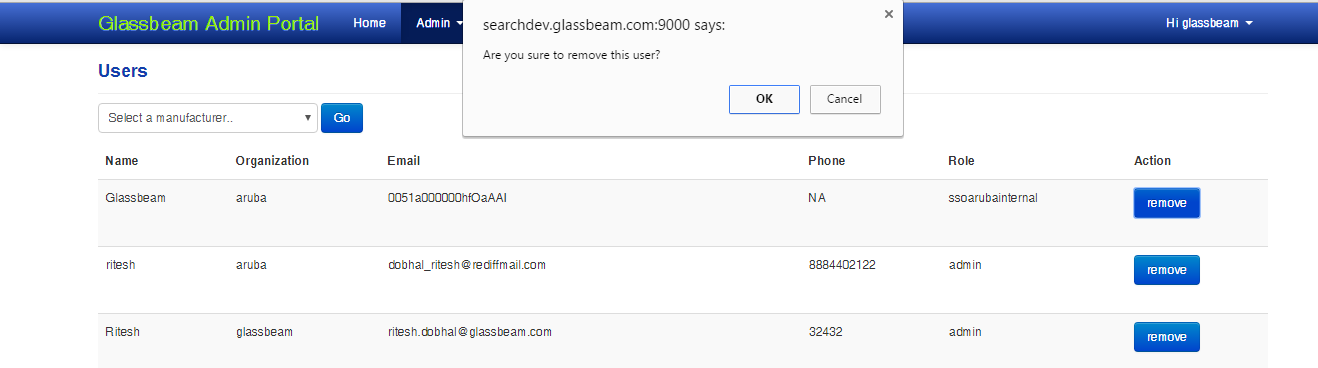 Glassbeam Admin Portal Home Admin Hi glassbeam
searchdev.glassbeam.com:9000 says:
Are you sure to remove this user?
OK Cancel
Users
Select a manufacturer.. Go
Name Organization Email Phone Role Action
Glassbeam aruba 0051a000000hfOaAAI NA ssoarubainternal remove
ritesh aruba dobhal_ritesh@rediffmail.com 8884402122 admin remove
Ritesh glassbeam ritesh.dobhal@glassbeam.com 32432 admin remove